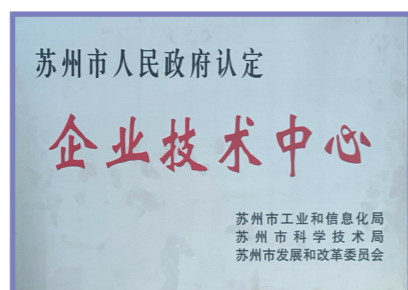 苏州市人民政府认定
企业技术中心
苏州市工业和信息化局
苏州市科学技术局
苏州市发展和改革委员会